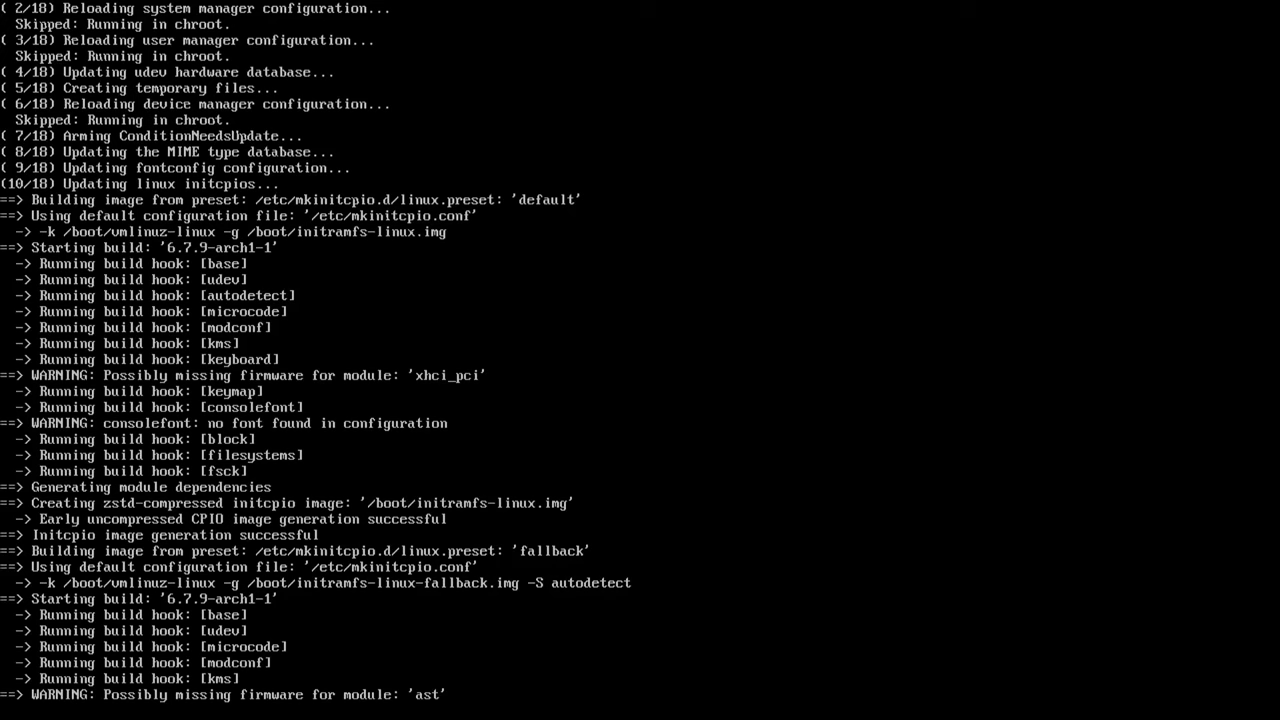 ( 2/18) Reloading system manager configuration...
  Skipped: Running in chroot.
( 3/18) Reloading user manager configuration...
  Skipped: Running in chroot.
( 4/18) Updating udev hardware database...
( 5/18) Creating temporary files...
( 6/18) Reloading device manager configuration...
  Skipped: Running in chroot.
( 7/18) Arming ConditionNeedsUpdate...
( 8/18) Updating the MIME type database...
( 9/18) Updating fontconfig configuration...
(10/18) Updating linux initcpios...
==> Building image from preset: /etc/mkinitcpio.d/linux.preset: 'default'
==> Using default configuration file: '/etc/mkinitcpio.conf'
  -> -k /boot/vmlinuz-linux -g /boot/initramfs-linux.img
==> Starting build: '6.7.9-arch1-1'
  -> Running build hook: [base]
  -> Running build hook: [udev]
  -> Running build hook: [autodetect]
  -> Running build hook: [microcode]
  -> Running build hook: [modconf]
  -> Running build hook: [kms]
  -> Running build hook: [keyboard]
==> WARNING: Possibly missing firmware for module: 'xhci_pci'
  -> Running build hook: [keymap]
  -> Running build hook: [consolefont]
==> WARNING: consolefont: no font found in configuration
  -> Running build hook: [block]
  -> Running build hook: [filesystems]
  -> Running build hook: [fsck]
==> Generating module dependencies
==> Creating zstd-compressed initcpio image: '/boot/initramfs-linux.img'
  -> Early uncompressed CPIO image generation successful
==> Initcpio image generation successful
==> Building image from preset: /etc/mkinitcpio.d/linux.preset: 'fallback'
==> Using default configuration file: '/etc/mkinitcpio.conf'
  -> -k /boot/vmlinuz-linux -g /boot/initramfs-linux-fallback.img -S autodetect
==> Starting build: '6.7.9-arch1-1'
  -> Running build hook: [base]
  -> Running build hook: [udev]
  -> Running build hook: [microcode]
  -> Running build hook: [modconf]
  -> Running build hook: [kms]
==> WARNING: Possibly missing firmware for module: 'ast'